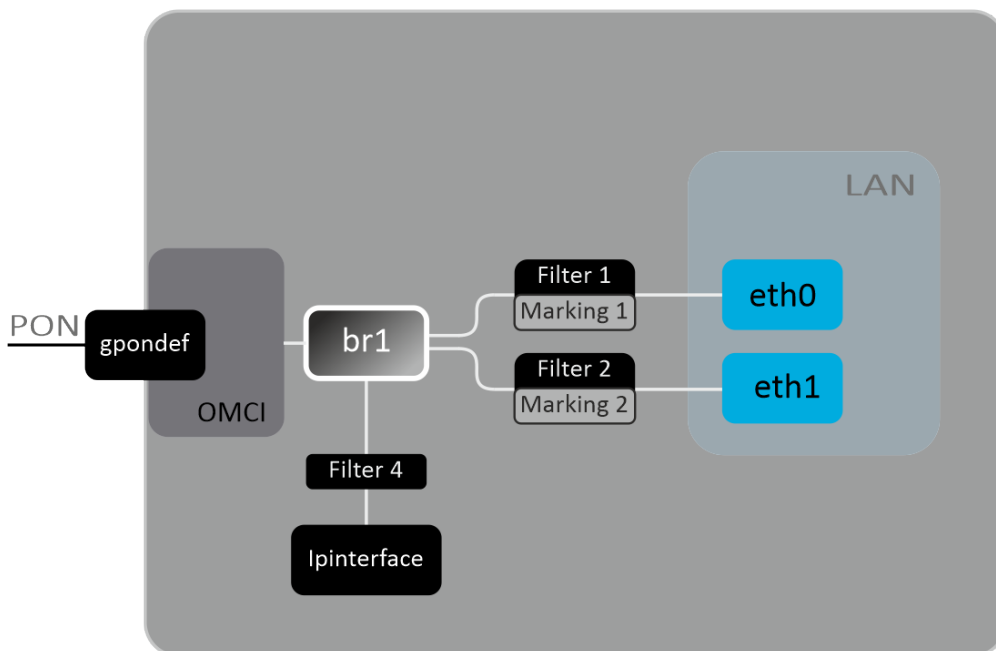 PON
gpondef
OMCI
br1
Filter 1
Marking 1
Filter 2
Marking 2
LAN
eth0
eth1
Filter 4
Ipinterface